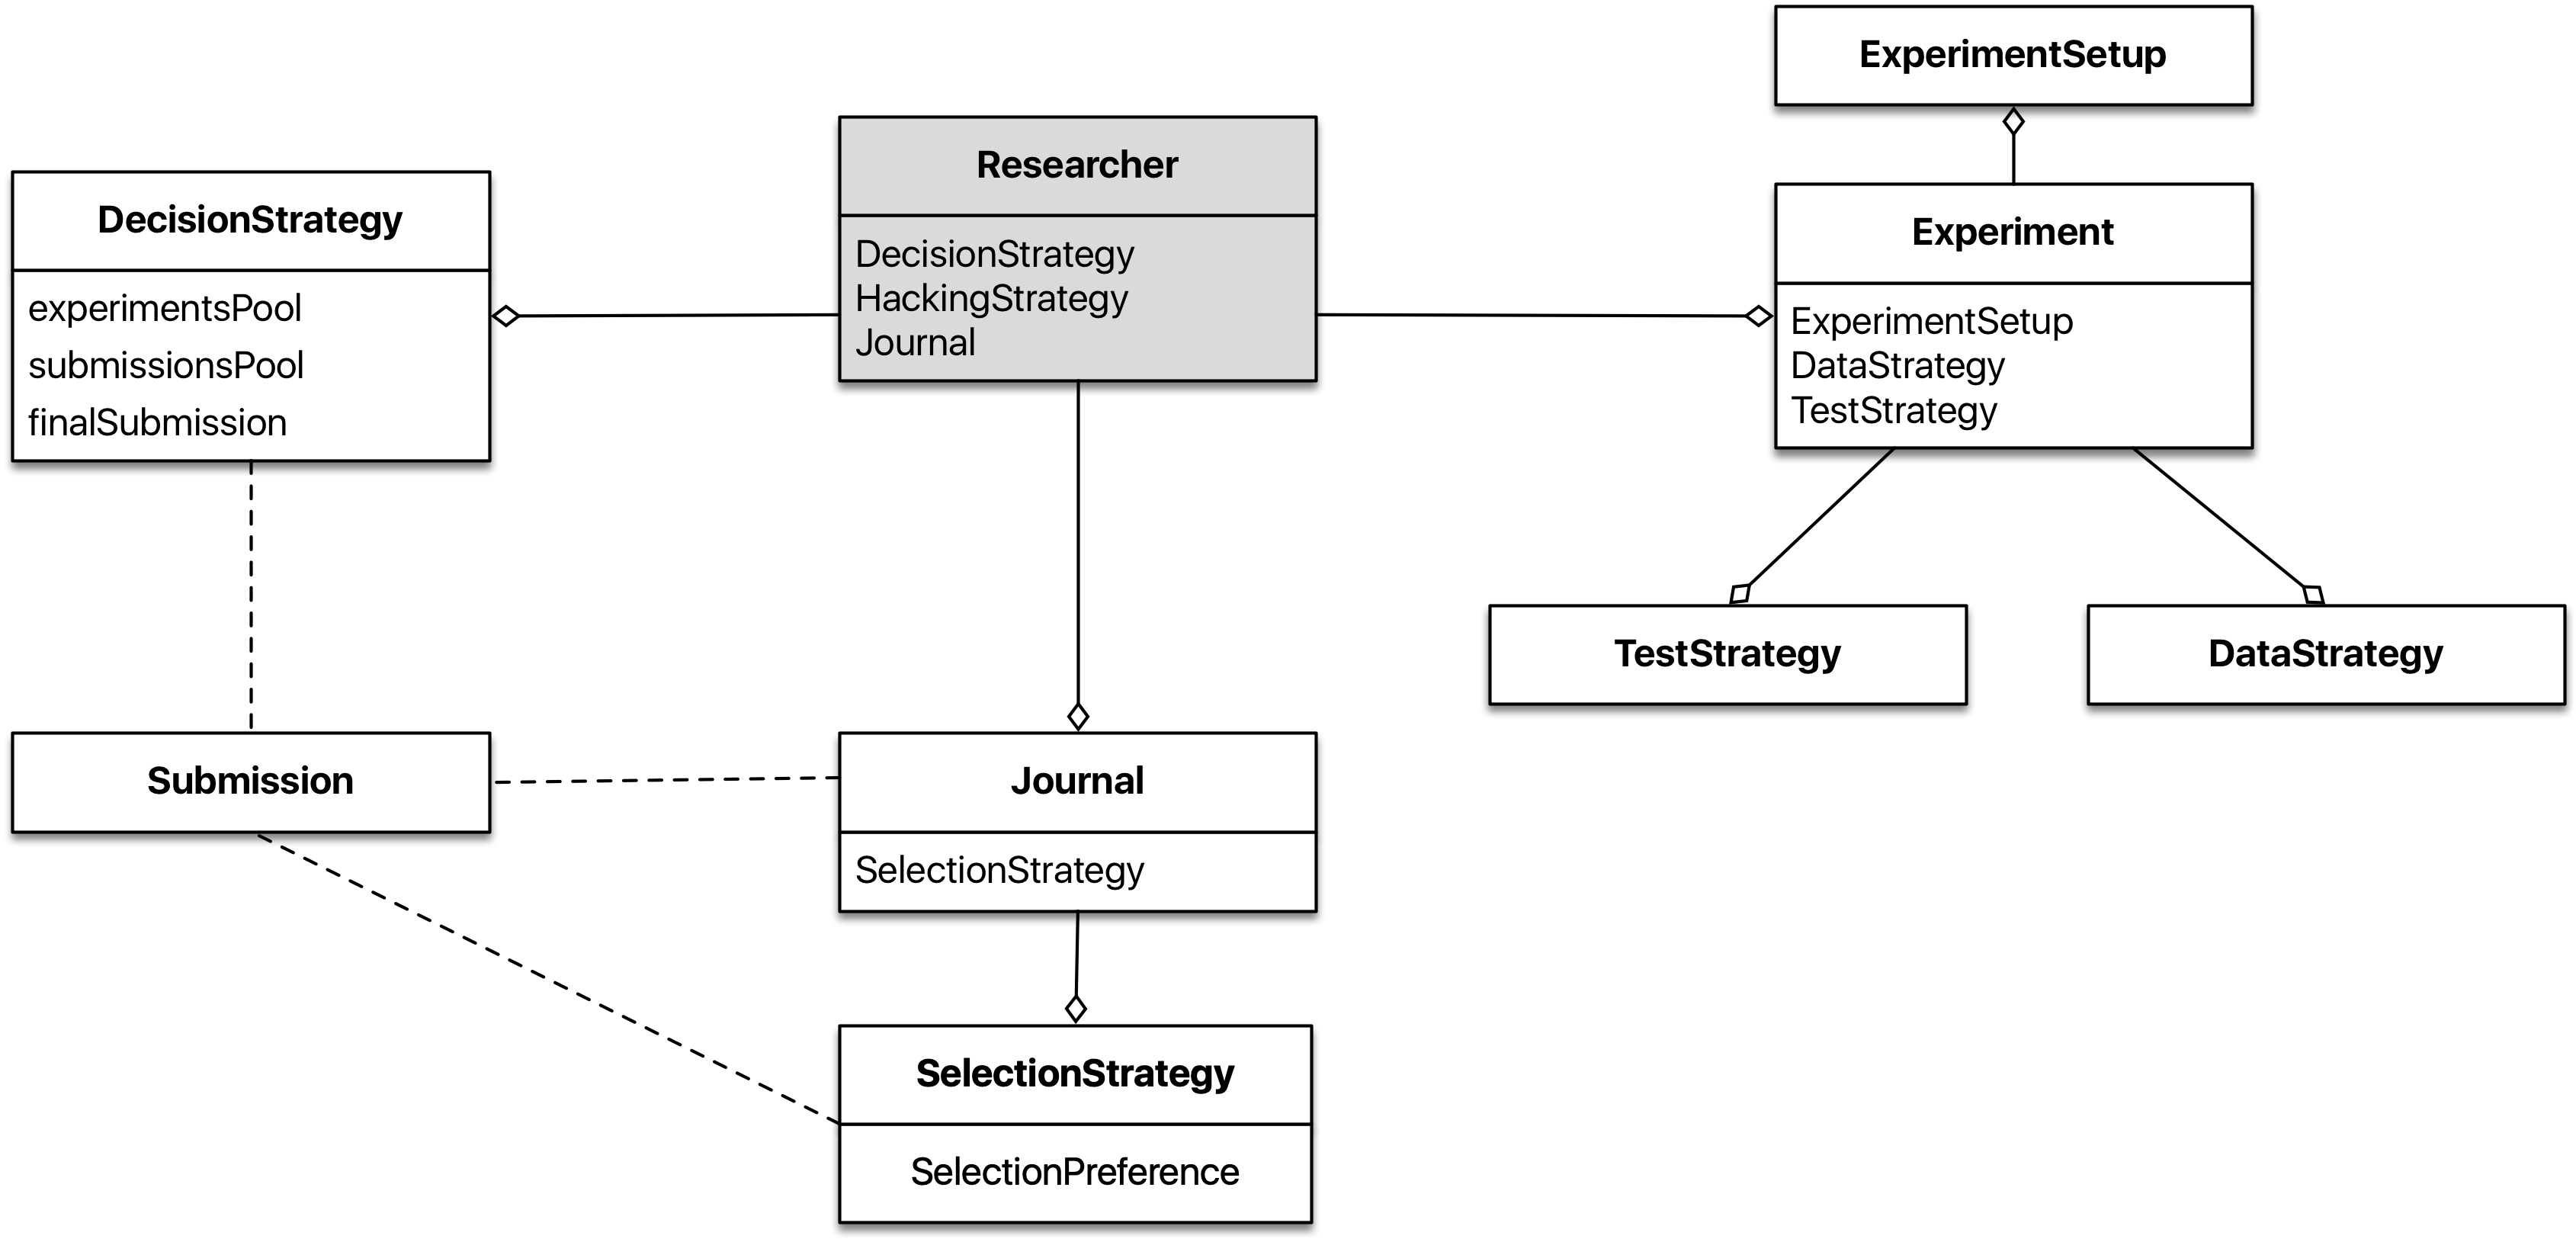 ExperimentSetup
Researcher
DecisionStrategy
HackingStrategy
Journal
DecisionStrategy
experimentsPool
submissionsPool
finalSubmission
Experiment
ExperimentSetup
DataStrategy
TestStrategy
TestStrategy
DataStrategy
Submission
Journal
SelectionStrategy
SelectionStrategy
SelectionPreference